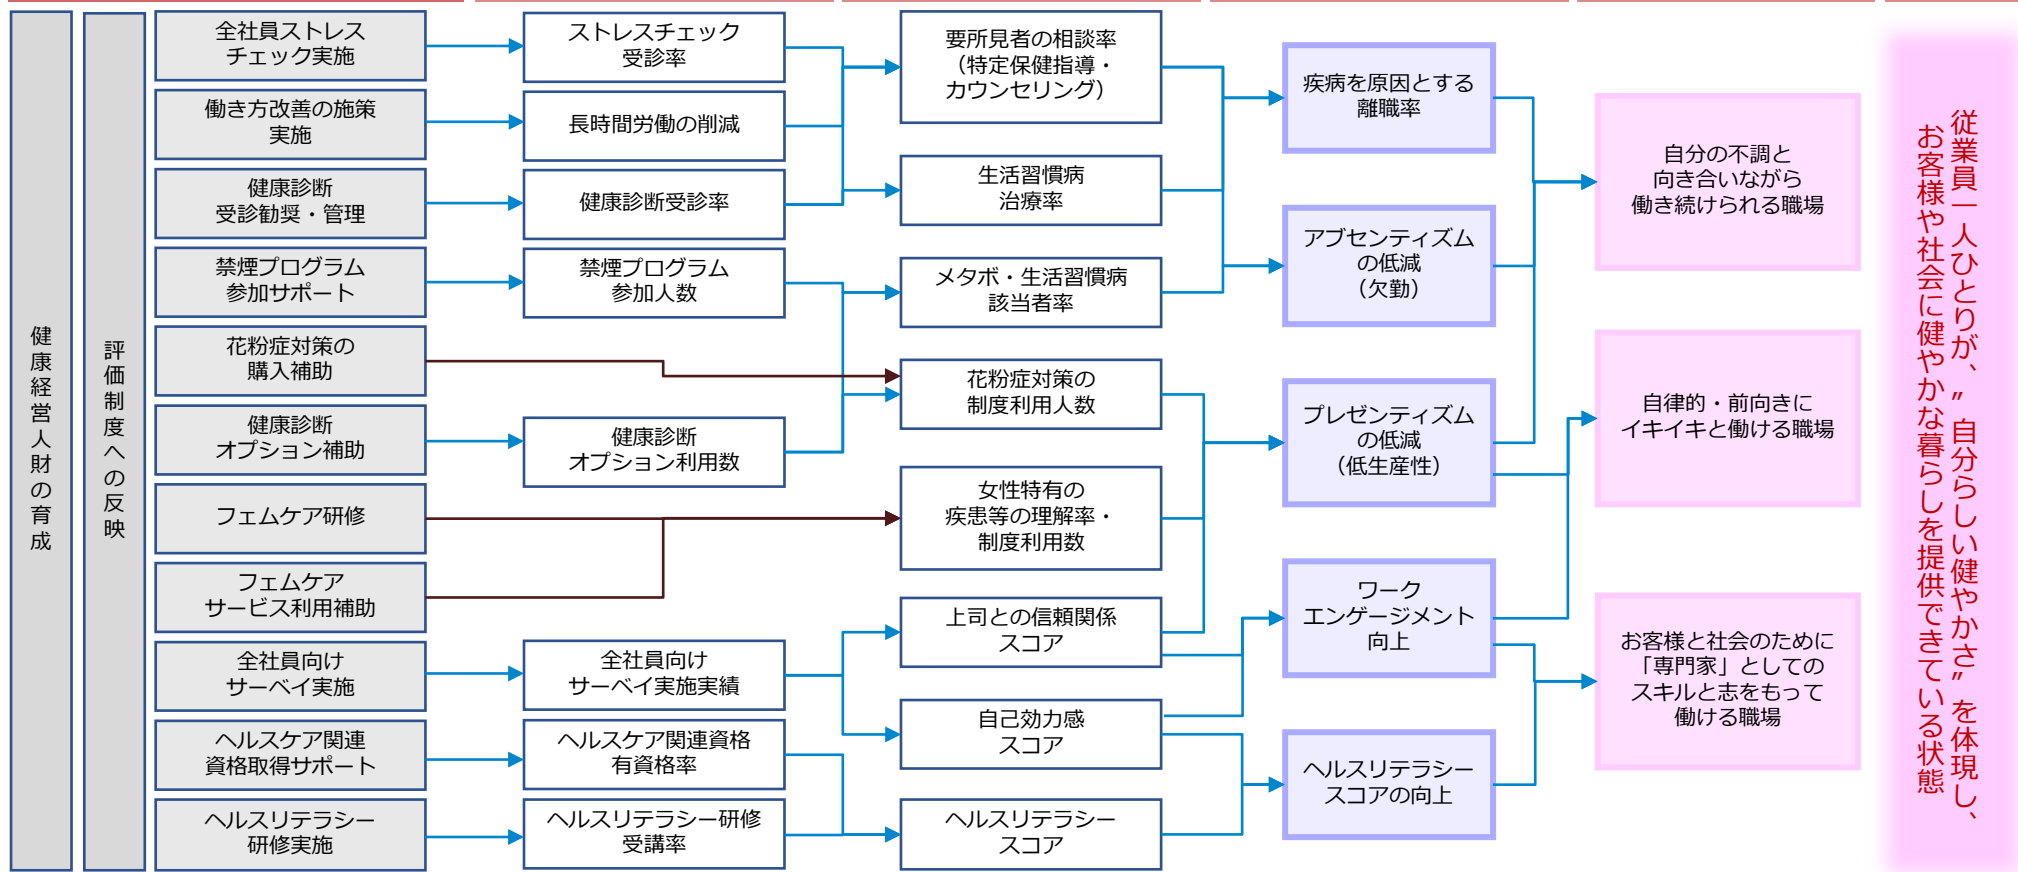 健康経営人財の育成
評価制度への反映
全社員ストレス
チェック実施
働き方改善の施策
実施
健康診断
受診勧奨・管理
禁煙プログラム
参加サポート
花粉症対策の
購入補助
健康診断
オプション補助
フェムケア研修
フェムケア
サービス利用補助
全社員向け
サーベイ実施
ヘルスケア関連
資格取得サポート
ヘルスリテラシー
研修実施
ストレスチェック
受診率
長時間労働の削減
健康診断受診率
禁煙プログラム
参加人数
健康診断
オプション利用数
全社員向け
サーベイ実施実績
ヘルスケア関連資格
有資格率
ヘルスリテラシー研修
受講率
要所見者の相談率
（特定保健指導・
カウンセリング）
生活習慣病
治療率
メタボ・生活習慣病
該当者率
花粉症対策の
制度利用人数
女性特有の
疾患等の理解率・
制度利用数
上司との信頼関係
スコア
自己効力感
スコア
ヘルスリテラシー
スコア
疾病を原因とする
離職率
アブセンティズム
の低減
（欠勤）
プレゼンティズム
の低減
（低生産性）
ワーク
エンゲージメント
向上
ヘルスリテラシー
スコアの向上
自分の不調と
向き合いながら
働き続けられる職場
自律的・前向きに
イキイキと働ける職場
お客様と社会のために
「専門家」としての
スキルと志をもって
働ける職場
従業員一人ひとりが、〃自分らしい健やかさ〃を体現し、
お客様や社会に健やかな暮らしを提供できている状態